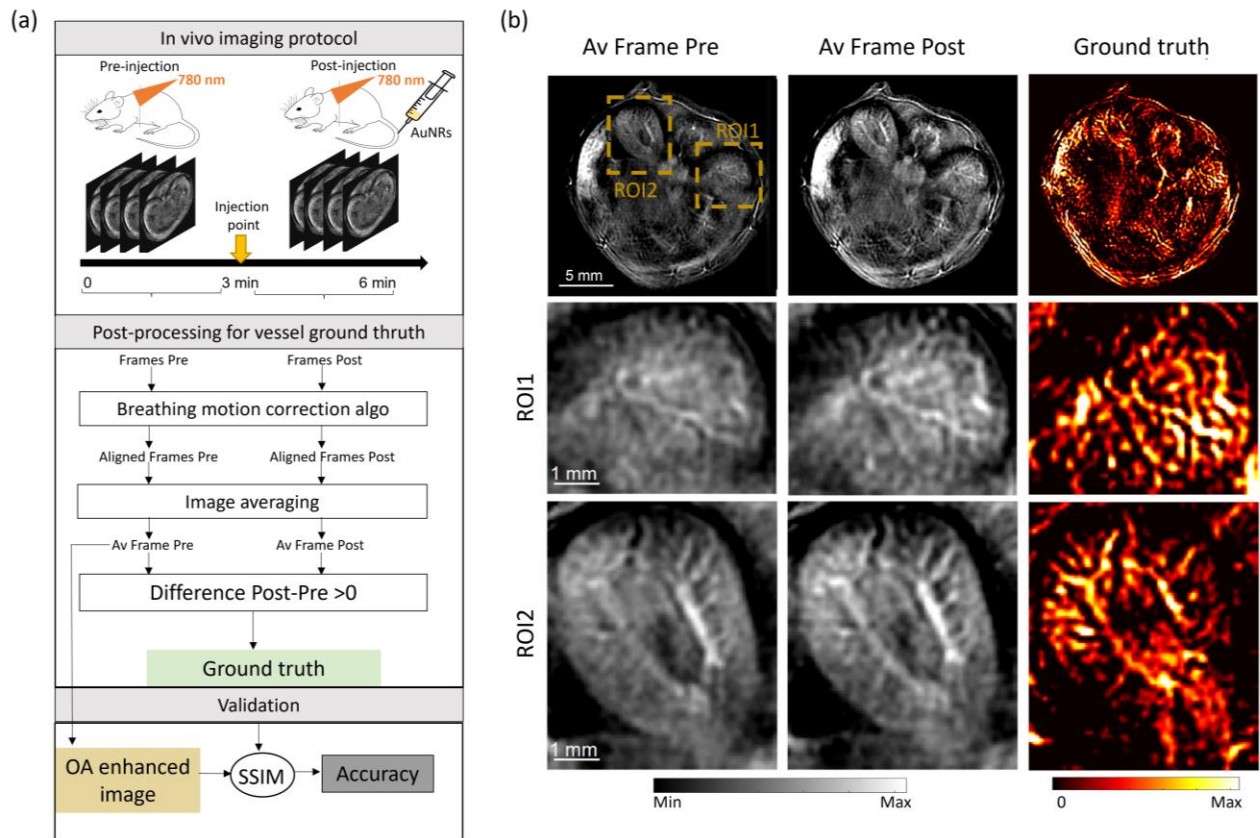 (a)
In vivo imaging protocol
Pre-injection
780 nm
Post-injection
780 nm
AuNRs
Injection
point
0
3 min
6 min
Post-processing for vessel ground thruth
Frames Pre
Frames Post
Breathing motion correction algo
Aligned Frames Pre
Aligned Frames Post
Image averaging
Av Frame Pre
Av Frame Post
Difference Post-Pre >0
Ground truth
Validation
OA enhanced
image
SSIM
Accuracy
(b)
Av Frame Pre
Av Frame Post
Ground truth
ROI1
ROI2
5 mm
ROI1
1 mm
ROI2
1 mm
Min
Max
0
Max